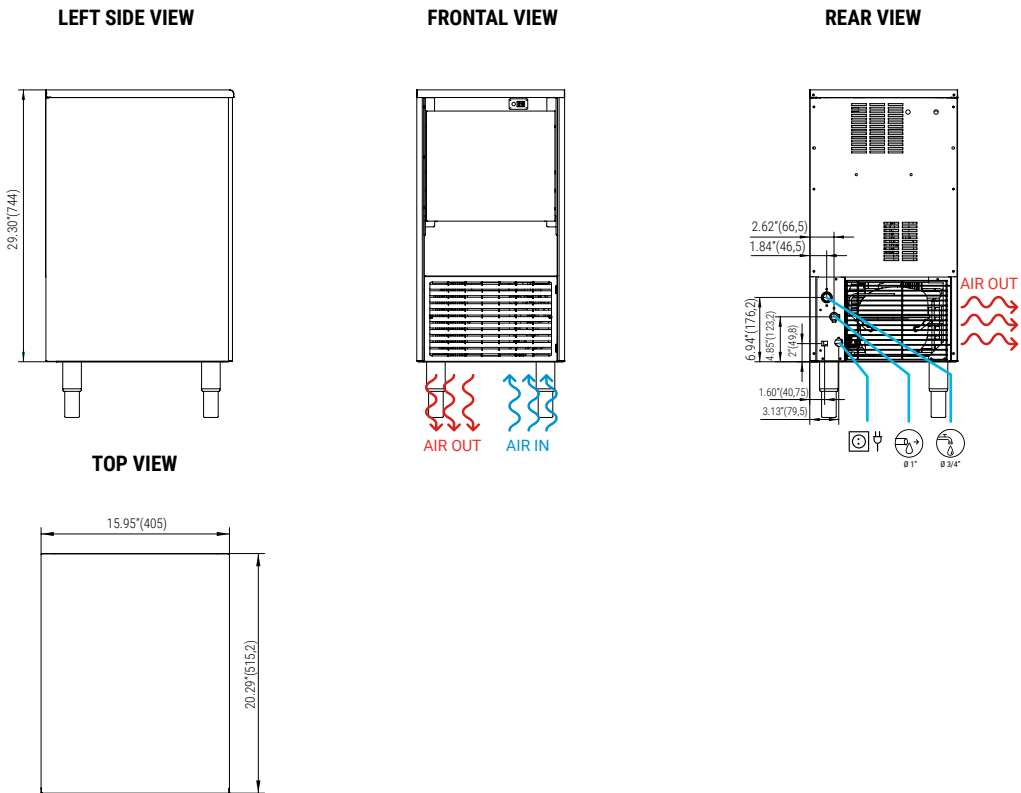 LEFT SIDE VIEW
FRONTAL VIEW
REAR VIEW
29.30”(744)
2.62”(66,5)
1.84”(46,5)
6.94”(176,2)
4.85”(123,2)
2”(49,8)
1.60”(40,75)
3.13”(79,5)
AIR OUT
AIR OUT
AIR IN
Ø 1”
Ø 3/4”
TOP VIEW
15.95”(405)
20.29”(515,2)